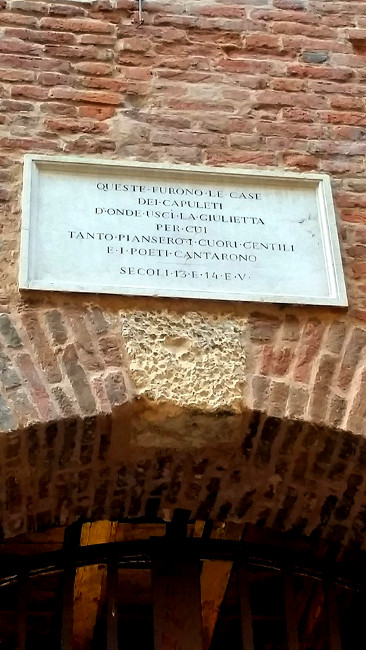 QUESTE·FURONO·LE CASE
DEI·CAPULETI
D'ONDE·USCÌ·LA·GIULIETTA
PER·CUI
TANTO·PIANSERO·I·CUORI·GENTILI
E·I·POETI·CANTARONO
SECOLI·13·E·14·E·V·